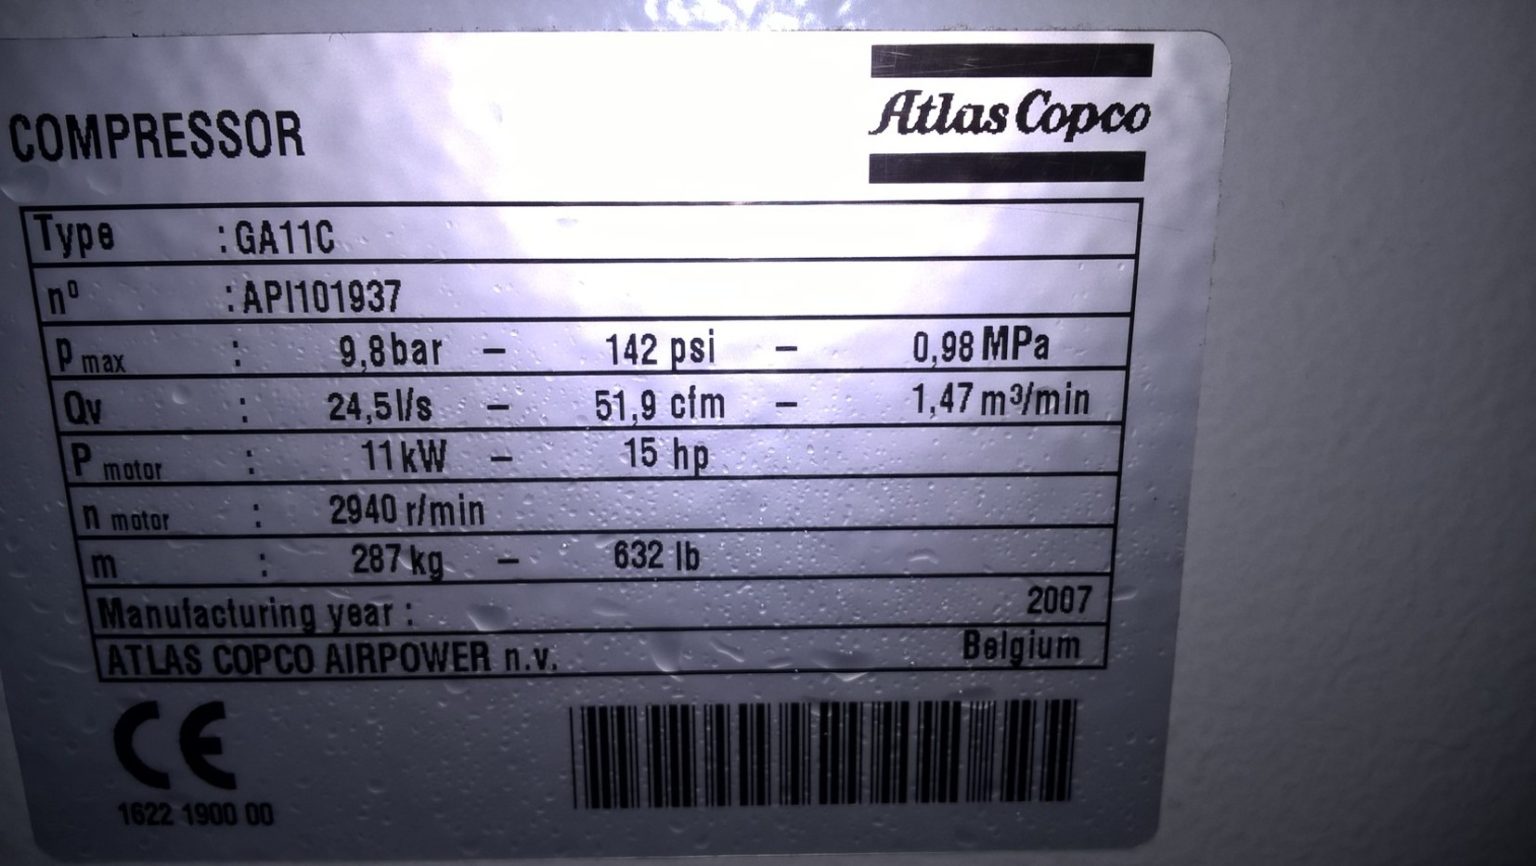 Atlas Copco
COMPRESSOR
Type : GA11C
nº : API101937
P max : 9,8 bar – 142 psi – 0,98 MPa
Qv : 24,5 l/s – 51,9 cfm – 1,47 m³/min
P motor : 11 kW – 15 hp
n motor : 2940 r/min
m : 287 kg – 632 lb
Manufacturing year : 2007
ATLAS COPCO AIRPOWER n.v. Belgium
CE
1622 1900 00